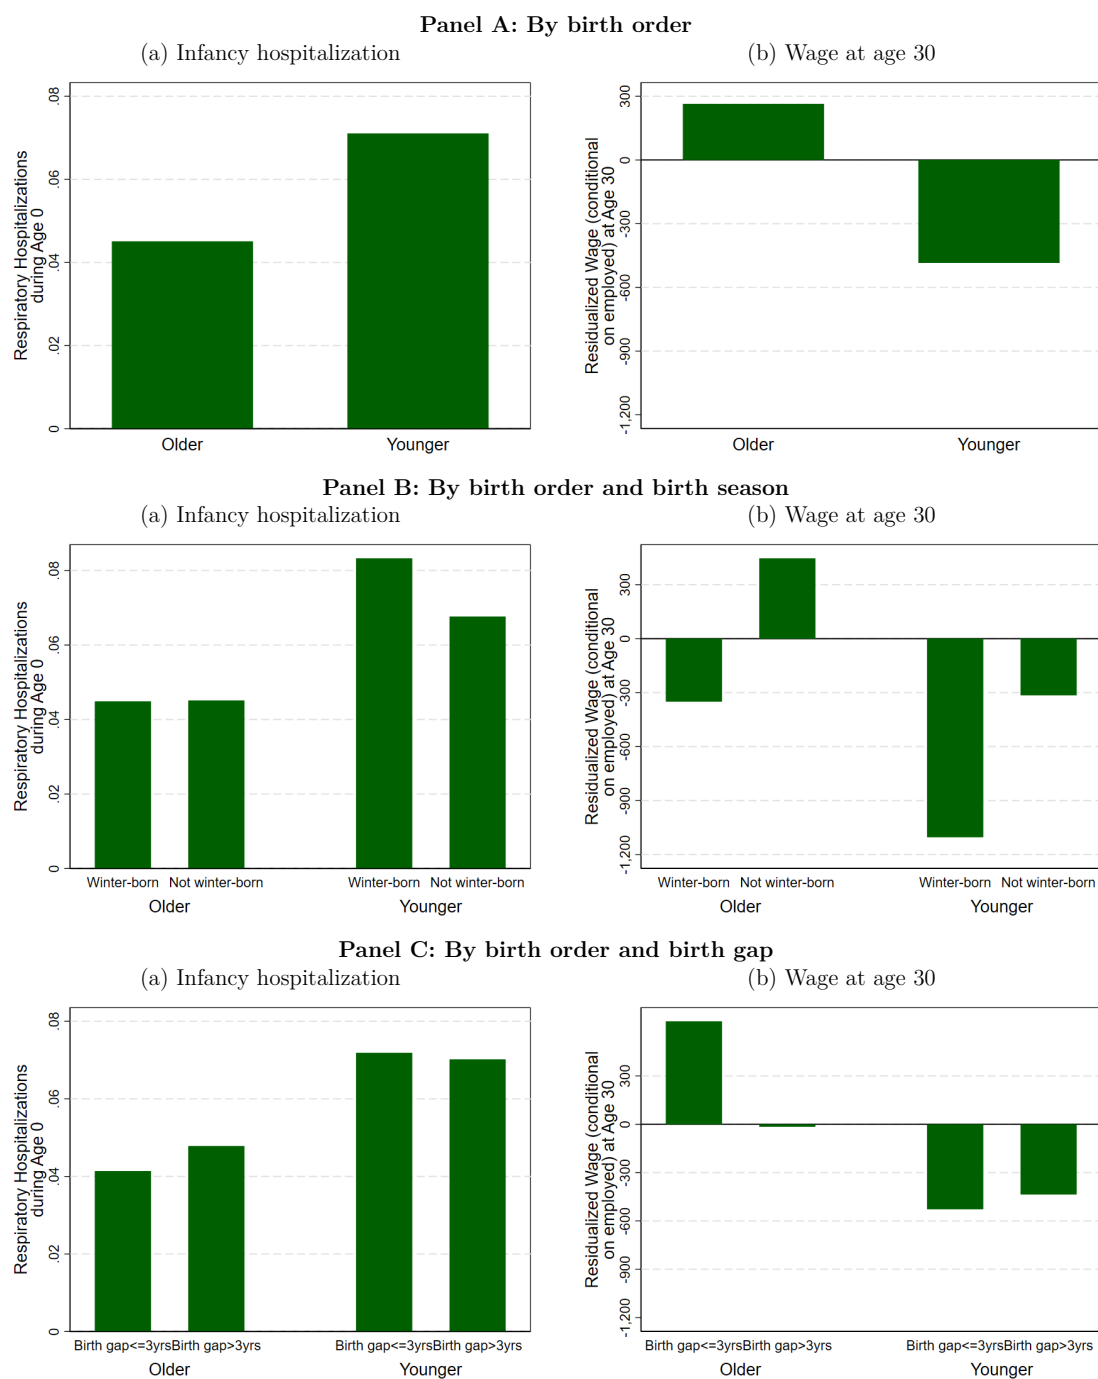 Panel A: By birth order
(a) Infancy hospitalization
Respiratory Hospitalizations
during Age 0
.08
.06
.04
.02
0
Older
Younger
(b) Wage at age 30
Residualized Wage (conditional
on employed) at Age 30
300
0
-300
-600
-900
-1,200
Older
Younger
Panel B: By birth order and birth season
(a) Infancy hospitalization
Respiratory Hospitalizations
during Age 0
.08
.06
.04
.02
0
Winter-born Not winter-born
Winter-born Not winter-born
Older
Younger
(b) Wage at age 30
Residualized Wage (conditional
on employed) at Age 30
300
0
-300
-600
-900
-1,200
Winter-born Not winter-born
Winter-born Not winter-born
Older
Younger
Panel C: By birth order and birth gap
(a) Infancy hospitalization
Respiratory Hospitalizations
during Age 0
.08
.06
.04
.02
0
Birth gap<=3yrs Birth gap>3yrs
Birth gap<=3yrs Birth gap>3yrs
Older
Younger
(b) Wage at age 30
Residualized Wage (conditional
on employed) at Age 30
300
0
-300
-600
-900
-1,200
Birth gap<=3yrs Birth gap>3yrs
Birth gap<=3yrs Birth gap>3yrs
Older
Younger